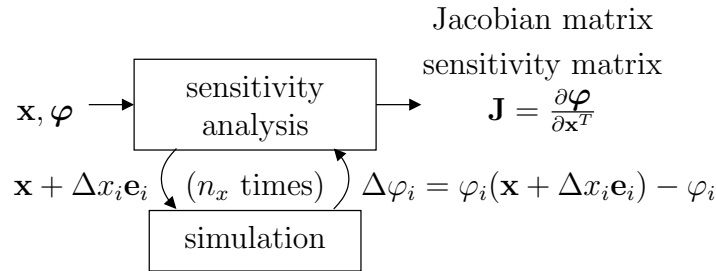 Jacobian matrix
sensitivity matrix
x, φ
sensitivity
analysis
J = ∂φ/∂x^T
x + Δx_i e_i
(n_x times)
Δφ_i = φ_i(x + Δx_i e_i) − φ_i
simulation